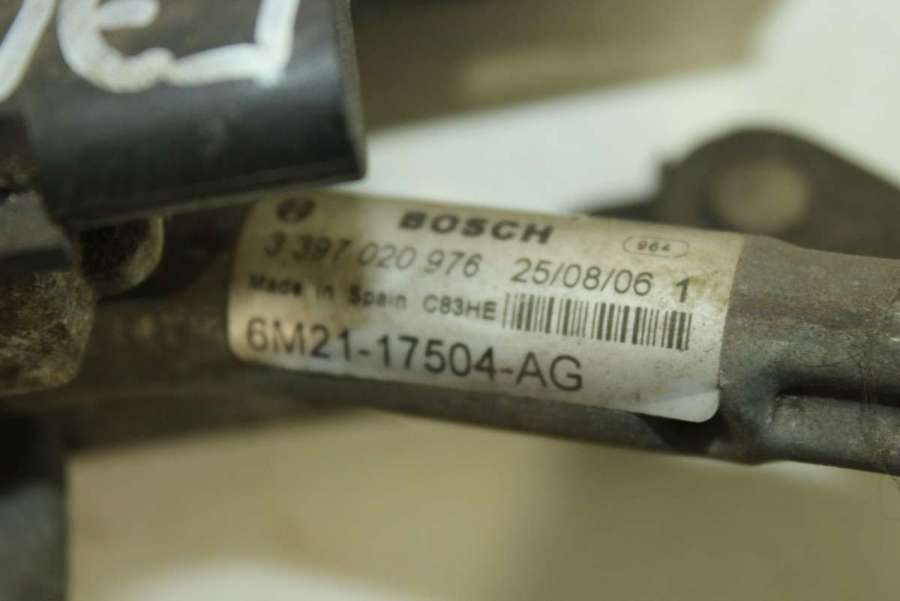 BOSCH 964
3 397 020 976 25/08/06 1
Made in Spain C83HE
6M21-17504-AG